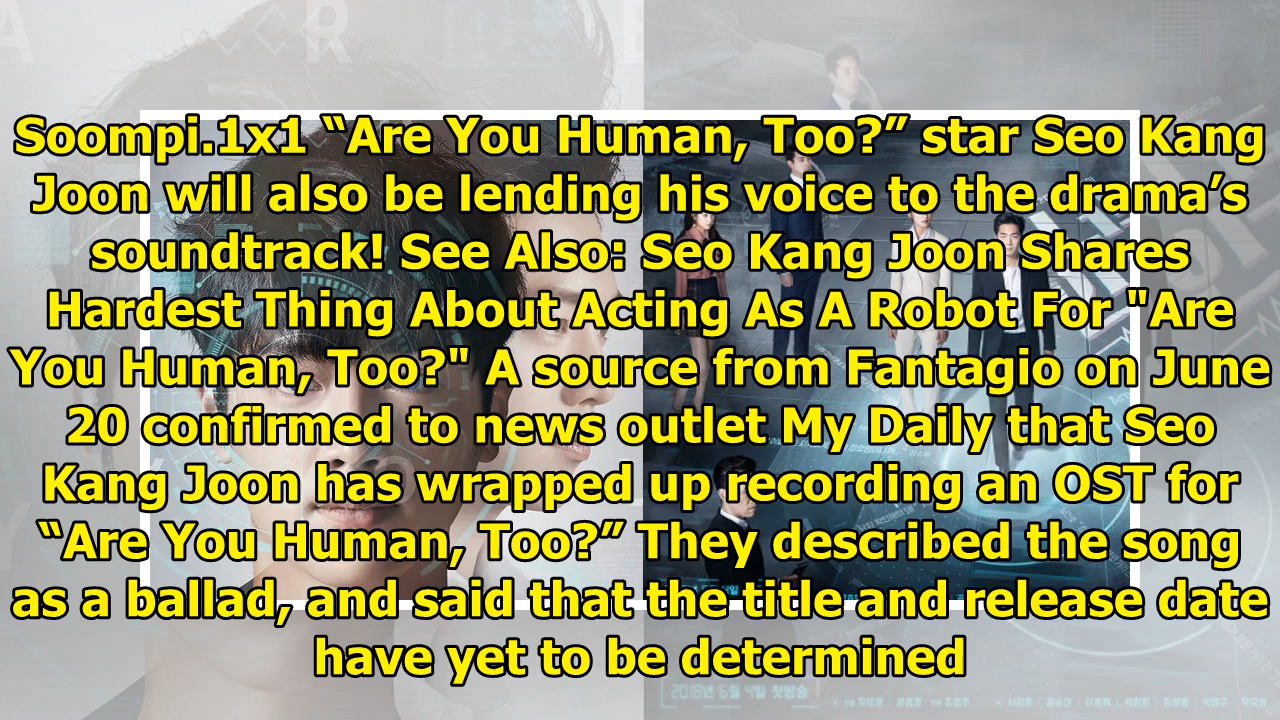 Soompi.1x1 “Are You Human, Too?” star Seo Kang
Joon will also be lending his voice to the drama’s
soundtrack! See Also: Seo Kang Joon Shares
Hardest Thing About Acting As A Robot For "Are
You Human, Too?" A source from Fantagio on June
20 confirmed to news outlet My Daily that Seo
Kang Joon has wrapped up recording an OST for
“Are You Human, Too?” They described the song
as a ballad, and said that the title and release date
have yet to be determined